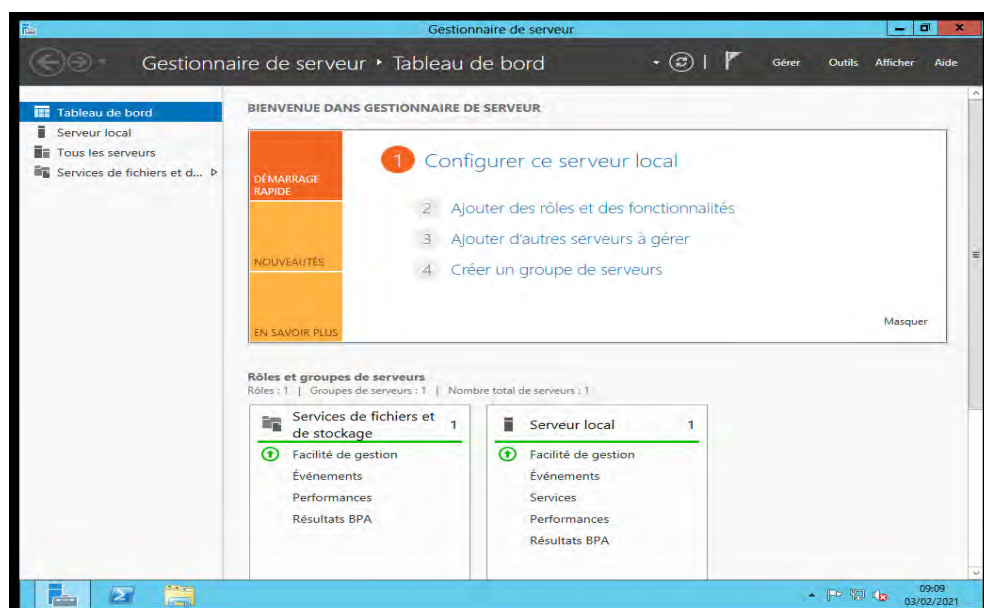 Gestionnaire de serveur
Gestionnaire de serveur ‣ Tableau de bord
Gérer
Outils
Afficher
Aide
Tableau de bord
Serveur local
Tous les serveurs
Services de fichiers et d...
BIENVENUE DANS GESTIONNAIRE DE SERVEUR
DÉMARRAGE
RAPIDE
NOUVEAUTÉS
EN SAVOIR PLUS
1 Configurer ce serveur local
2 Ajouter des rôles et des fonctionnalités
3 Ajouter d'autres serveurs à gérer
4 Créer un groupe de serveurs
Masquer
Rôles et groupes de serveurs
Rôles : 1 | Groupes de serveurs : 1 | Nombre total de serveurs : 1
Services de fichiers et
de stockage
1
Facilité de gestion
Événements
Performances
Résultats BPA
Serveur local
1
Facilité de gestion
Événements
Services
Performances
Résultats BPA
09:09
03/02/2021